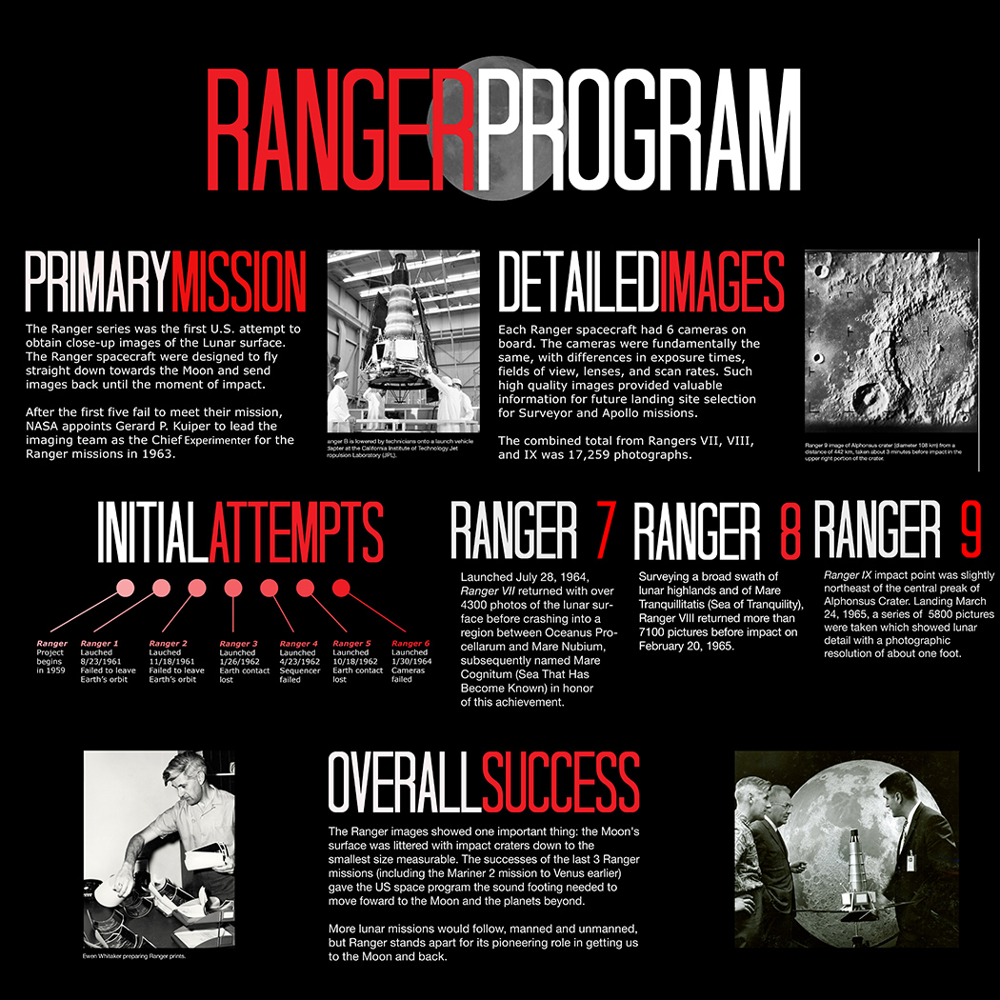 RANGERPROGRAM
PRIMARYMISSION
The Ranger series was the first U.S. attempt to
obtain close-up images of the Lunar surface.
The Ranger spacecraft were designed to fly
straight down towards the Moon and send
images back until the moment of impact.
After the first five fail to meet their mission,
NASA appoints Gerard P. Kuiper to lead the
imaging team as the Chief Experimenter for the
Ranger missions in 1963.
anger B is lowered by technicians onto a launch vehicle
dapter at the California Institute of Technology Jet
ropulsion Laboratory (JPL).
DETAILEDIMAGES
Each Ranger spacecraft had 6 cameras on
board. The cameras were fundamentally the
same, with differences in exposure times,
fields of view, lenses, and scan rates. Such
high quality images provided valuable
information for future landing site selection
for Surveyor and Apollo missions.
The combined total from Rangers VII, VIII,
and IX was 17,259 photographs.
Ranger 9 image of Alphonsus crater (diameter 108 km) from a
distance of 442 km, taken about 3 minutes before impact in the
upper right portion of the crater.
INITIALATTEMPTS
Ranger
Project
begins
in 1959
Ranger 1
Lauched
8/23/1961
Failed to leave
Earth's orbit
Ranger 2
Lauched
11/18/1961
Failed to leave
Earth's orbit
Ranger 3
Launched
1/26/1962
Earth contact
lost
Ranger 4
Launched
4/23/1962
Sequencer
failed
Ranger 5
Launched
10/18/1962
Earth contact
lost
Ranger 6
Launched
1/30/1964
Cameras
failed
RANGER 7
Launched July 28, 1964,
Ranger VII returned with over
4300 photos of the lunar sur-
face before crashing into a
region between Oceanus Pro-
cellarum and Mare Nubium,
subsequently named Mare
Cognitum (Sea That Has
Become Known) in honor
of this achievement.
RANGER 8
Surveying a broad swath of
lunar highlands and of Mare
Tranquillitatis (Sea of Tranquility),
Ranger VIII returned more than
7100 pictures before impact on
February 20, 1965.
RANGER 9
Ranger IX impact point was slightly
northeast of the central preak of
Alphonsus Crater. Landing March
24, 1965, a series of 5800 pictures
were taken which showed lunar
detail with a photographic
resolution of about one foot.
Ewen Whitaker preparing Ranger prints.
OVERALLSUCCESS
The Ranger images showed one important thing: the Moon's
surface was littered with impact craters down to the
smallest size measurable. The successes of the last 3 Ranger
missions (including the Mariner 2 mission to Venus earlier)
gave the US space program the sound footing needed to
move foward to the Moon and the planets beyond.
More lunar missions would follow, manned and unmanned,
but Ranger stands apart for its pioneering role in getting us
to the Moon and back.